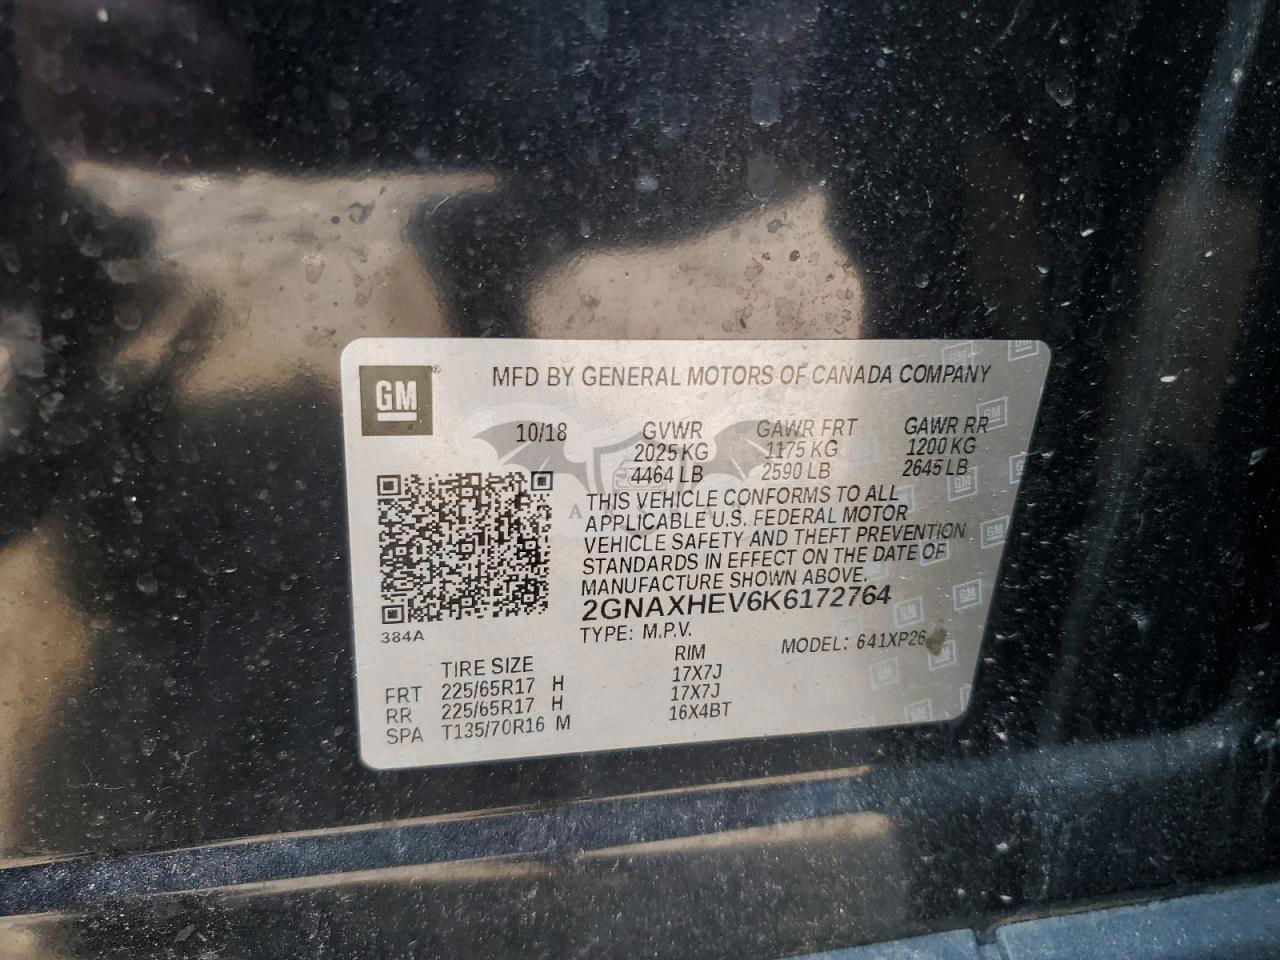 GM
MFD BY GENERAL MOTORS OF CANADA COMPANY
10/18 GVWR GAWR FRT GAWR RR
2025 KG 1175 KG 1200 KG
4464 LB 2590 LB 2645 LB
THIS VEHICLE CONFORMS TO ALL
APPLICABLE U.S. FEDERAL MOTOR
VEHICLE SAFETY AND THEFT PREVENTION
STANDARDS IN EFFECT ON THE DATE OF
MANUFACTURE SHOWN ABOVE.
2GNAXHEV6K6172764
384A
TYPE: M.P.V. MODEL: 641XP26
TIRE SIZE RIM
FRT 225/65R17 H 17X7J
RR 225/65R17 H 17X7J
SPA T135/70R16 M 16X4BT